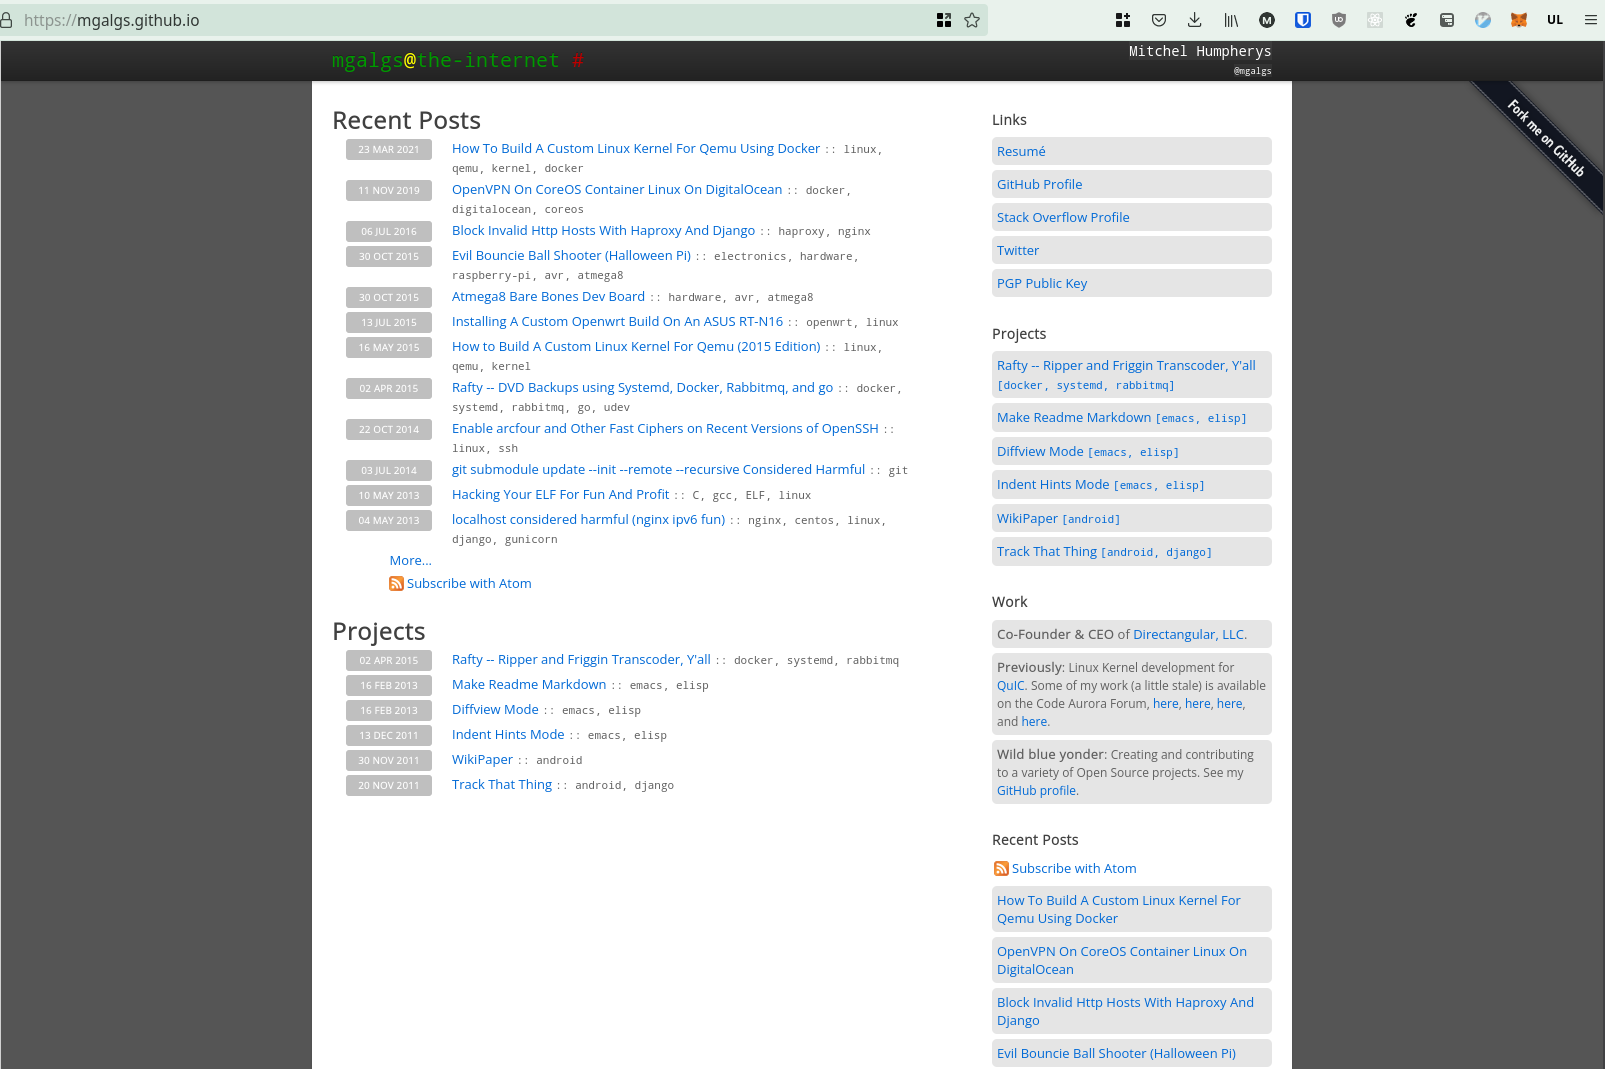 https://mgalgs.github.io
UL
mgalgs@the-internet #
Mitchel Humpherys
@mgalgs
Fork me on GitHub
Recent Posts
23 MAR 2021 How To Build A Custom Linux Kernel For Qemu Using Docker :: linux,
qemu, kernel, docker
11 NOV 2019 OpenVPN On CoreOS Container Linux On DigitalOcean :: docker,
digitalocean, coreos
06 JUL 2016 Block Invalid Http Hosts With Haproxy And Django :: haproxy, nginx
30 OCT 2015 Evil Bouncie Ball Shooter (Halloween Pi) :: electronics, hardware,
raspberry-pi, avr, atmega8
30 OCT 2015 Atmega8 Bare Bones Dev Board :: hardware, avr, atmega8
13 JUL 2015 Installing A Custom Openwrt Build On An ASUS RT-N16 :: openwrt, linux
16 MAY 2015 How to Build A Custom Linux Kernel For Qemu (2015 Edition) :: linux,
qemu, kernel
02 APR 2015 Rafty -- DVD Backups using Systemd, Docker, Rabbitmq, and go :: docker,
systemd, rabbitmq, go, udev
22 OCT 2014 Enable arcfour and Other Fast Ciphers on Recent Versions of OpenSSH ::
linux, ssh
03 JUL 2014 git submodule update --init --remote --recursive Considered Harmful :: git
10 MAY 2013 Hacking Your ELF For Fun And Profit :: C, gcc, ELF, linux
04 MAY 2013 localhost considered harmful (nginx ipv6 fun) :: nginx, centos, linux,
django, gunicorn
More...
Subscribe with Atom
Projects
02 APR 2015 Rafty -- Ripper and Friggin Transcoder, Y'all :: docker, systemd, rabbitmq
16 FEB 2013 Make Readme Markdown :: emacs, elisp
16 FEB 2013 Diffview Mode :: emacs, elisp
13 DEC 2011 Indent Hints Mode :: emacs, elisp
30 NOV 2011 WikiPaper :: android
20 NOV 2011 Track That Thing :: android, django
Links
Resumé
GitHub Profile
Stack Overflow Profile
Twitter
PGP Public Key
Projects
Rafty -- Ripper and Friggin Transcoder, Y'all
[docker, systemd, rabbitmq]
Make Readme Markdown [emacs, elisp]
Diffview Mode [emacs, elisp]
Indent Hints Mode [emacs, elisp]
WikiPaper [android]
Track That Thing [android, django]
Work
Co-Founder & CEO of Directangular, LLC.
Previously: Linux Kernel development for
QuIC. Some of my work (a little stale) is available
on the Code Aurora Forum, here, here, here,
and here.
Wild blue yonder: Creating and contributing
to a variety of Open Source projects. See my
GitHub profile.
Recent Posts
Subscribe with Atom
How To Build A Custom Linux Kernel For
Qemu Using Docker
OpenVPN On CoreOS Container Linux On
DigitalOcean
Block Invalid Http Hosts With Haproxy And
Django
Evil Bouncie Ball Shooter (Halloween Pi)